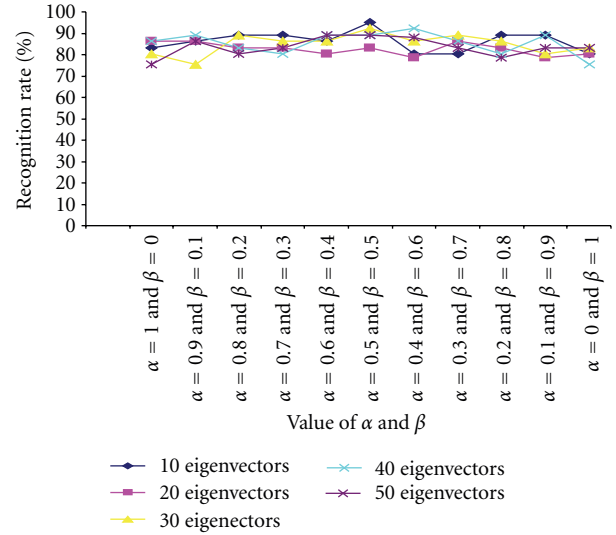 Recognition rate (%)
100
90
80
70
60
50
40
30
20
10
0
α = 1 and β = 0
α = 0.9 and β = 0.1
α = 0.8 and β = 0.2
α = 0.7 and β = 0.3
α = 0.6 and β = 0.4
α = 0.5 and β = 0.5
α = 0.4 and β = 0.6
α = 0.3 and β = 0.7
α = 0.2 and β = 0.8
α = 0.1 and β = 0.9
α = 0 and β = 1
Value of α and β
10 eigenvectors
20 eigenvectors
30 eigenectors
40 eigenvectors
50 eigenvectors